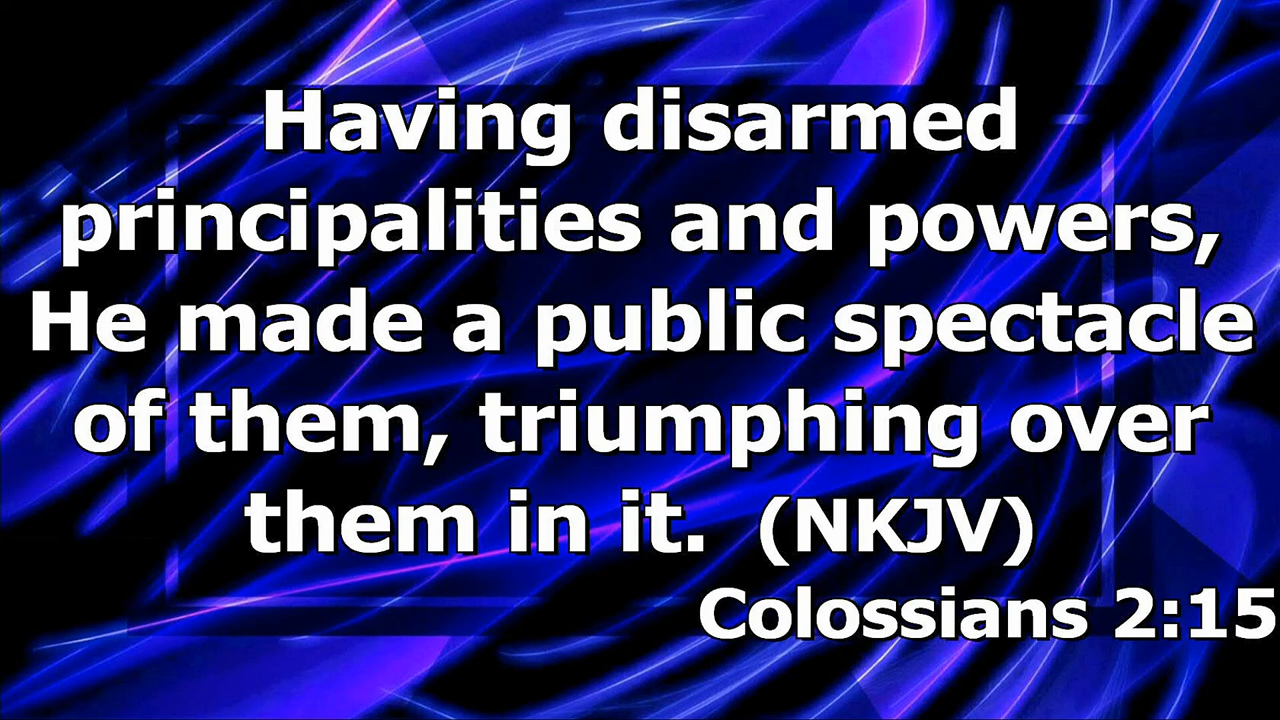 Having disarmed
principalities and powers,
He made a public spectacle
of them, triumphing over
them in it. (NKJV)
Colossians 2:15